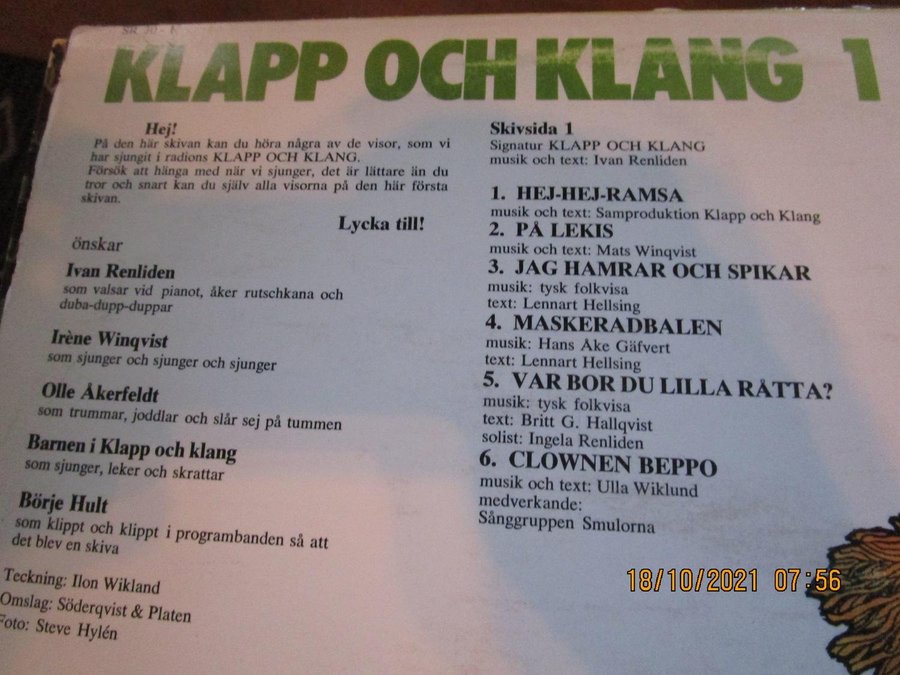 KLAPP OCH KLANG 1
Hej!
På den här skivan kan du höra några av de visor, som vi
har sjungit i radions KLAPP OCH KLANG.
Försök att hänga med när vi sjunger, det är lättare än du
tror och snart kan du själv alla visorna på den här första
skivan.
Lycka till!
önskar
Ivan Renliden
som valsar vid pianot, åker rutschkana och
duba-dupp-duppar
Irène Winqvist
som sjunger och sjunger och sjunger
Olle Åkerfeldt
som trummar, joddlar och slår sej på tummen
Barnen i Klapp och klang
som sjunger, leker och skrattar
Börje Hult
som klippt och klippt i programbanden så att
det blev en skiva
Teckning: Ilon Wikland
Omslag: Söderqvist & Platen
Foto: Steve Hylén
Skivsida 1
Signatur KLAPP OCH KLANG
musik och text: Ivan Renliden
1. HEJ-HEJ-RAMSA
musik och text: Samproduktion Klapp och Klang
2. PÅ LEKIS
musik och text: Mats Winqvist
3. JAG HAMRAR OCH SPIKAR
musik: tysk folkvisa
text: Lennart Hellsing
4. MASKERADBALEN
musik: Hans Åke Gäfvert
text: Lennart Hellsing
5. VAR BOR DU LILLA RÅTTA?
musik: tysk folkvisa
text: Britt G. Hallqvist
solist: Ingela Renliden
6. CLOWNEN BEPPO
musik och text: Ulla Wiklund
medverkande:
Sånggruppen Smulorna
18/10/2021 07:56